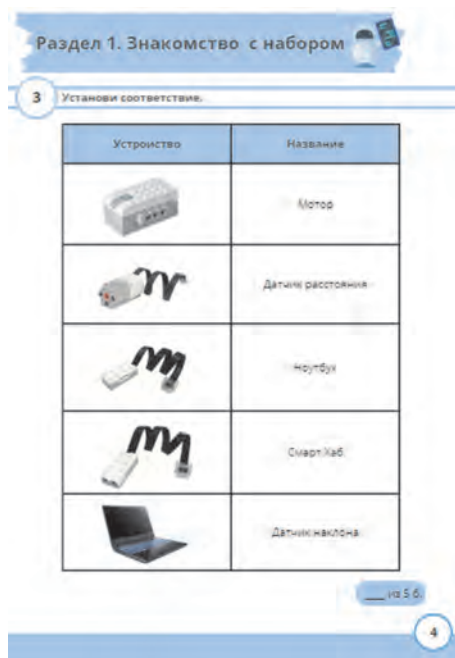 Раздел 1. Знакомство с набором
3 Установи соответствие.
Устройство Название
Мотор
Датчик расстояния
Ноутбук
Смарт Хаб
Датчик наклона
___ из 5 б.
4